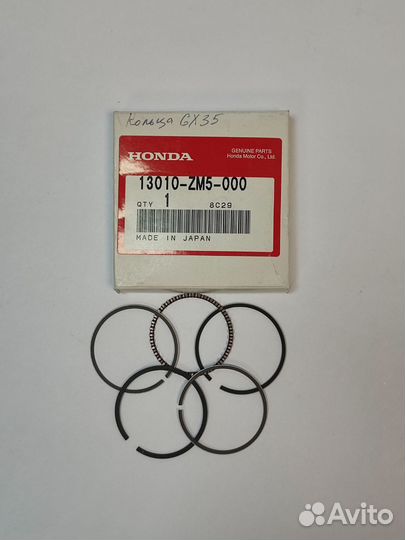 Кольца GX35
HONDA
GENUINE PARTS
Honda Motor Co., Ltd.
13010-ZM5-000
QTY 1 8C29
MADE IN JAPAN
Avito